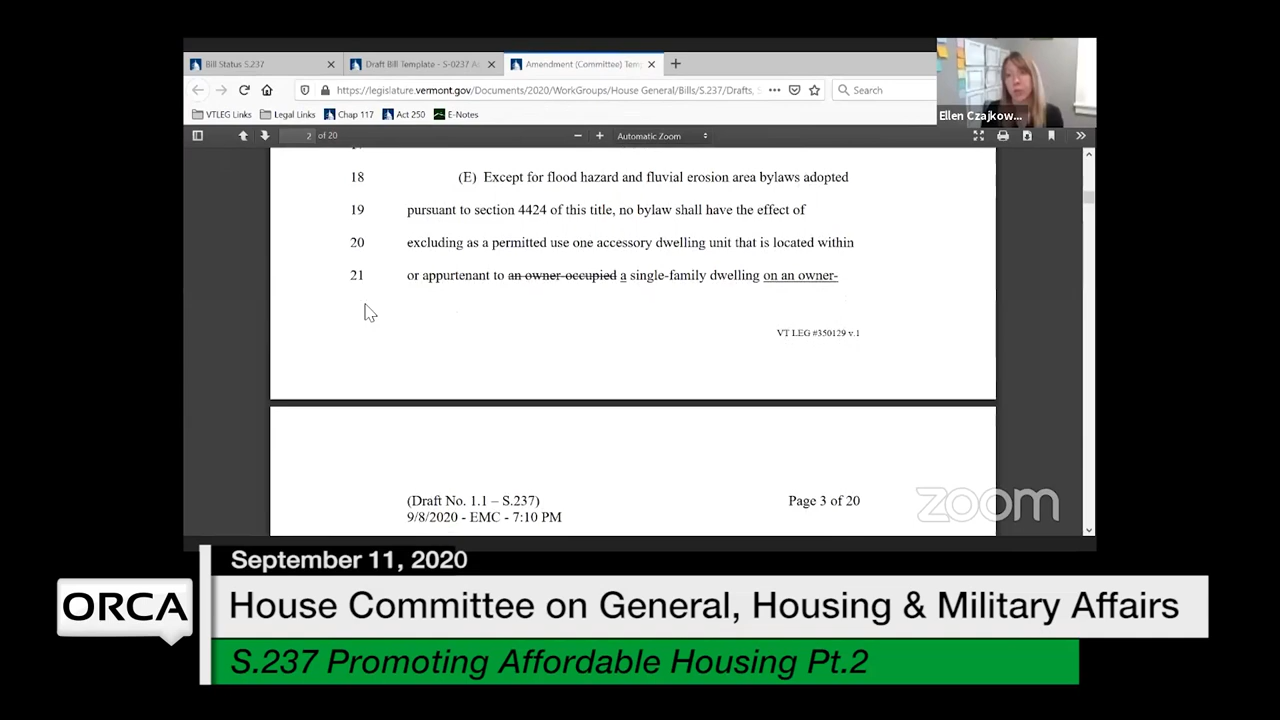 Bill Status S.237
Draft Bill Template - S-0237 A
Amendment (Committee) Tem
https://legislature.vermont.gov/Documents/2020/WorkGroups/House General/Bills/S.237/Drafts, S
Search
VTLEG Links
Legal Links
Chap 117
Act 250
E-Notes
Ellen Czajkow...
2 of 20
Automatic Zoom
18 (E) Except for flood hazard and fluvial erosion area bylaws adopted
19 pursuant to section 4424 of this title, no bylaw shall have the effect of
20 excluding as a permitted use one accessory dwelling unit that is located within
21 or appurtenant to an owner-occupied a single-family dwelling on an owner-
VT LEG #350129 v.1
(Draft No. 1.1 – S.237) Page 3 of 20
9/8/2020 - EMC - 7:10 PM
zoom
September 11, 2020
ORCA
House Committee on General, Housing & Military Affairs
S.237 Promoting Affordable Housing Pt.2